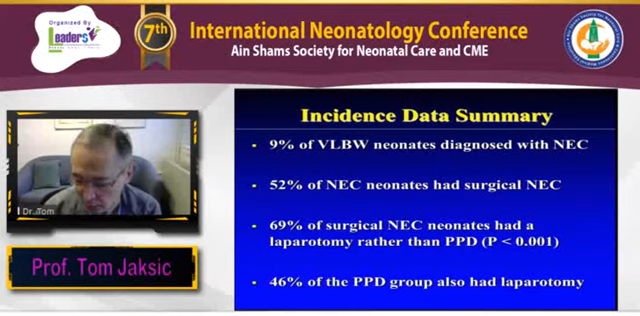 Organized By
Leaders
7th
International Neonatology Conference
Ain Shams Society for Neonatal Care and CME
Dr. Tom
Prof. Tom Jaksic
Incidence Data Summary
9% of VLBW neonates diagnosed with NEC
52% of NEC neonates had surgical NEC
69% of surgical NEC neonates had a
laparotomy rather than PPD (P < 0.001)
46% of the PPD group also had laparotomy